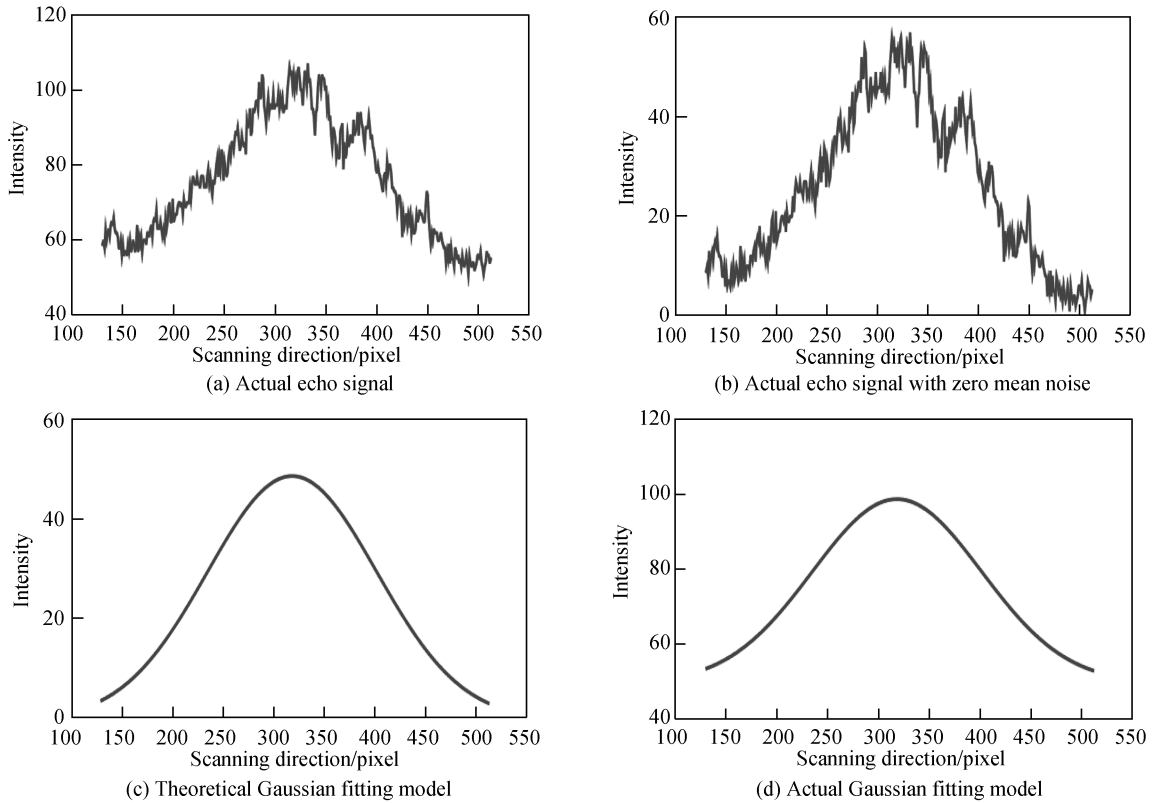 120
100
80
60
40
Intensity
100 150 200 250 300 350 400 450 500 550
Scanning direction/pixel
(a) Actual echo signal
60
40
20
0
Intensity
100 150 200 250 300 350 400 450 500 550
Scanning direction/pixel
(b) Actual echo signal with zero mean noise
60
40
20
0
Intensity
100 150 200 250 300 350 400 450 500 550
Scanning direction/pixel
(c) Theoretical Gaussian fitting model
120
100
80
60
40
Intensity
100 150 200 250 300 350 400 450 500 550
Scanning direction/pixel
(d) Actual Gaussian fitting model